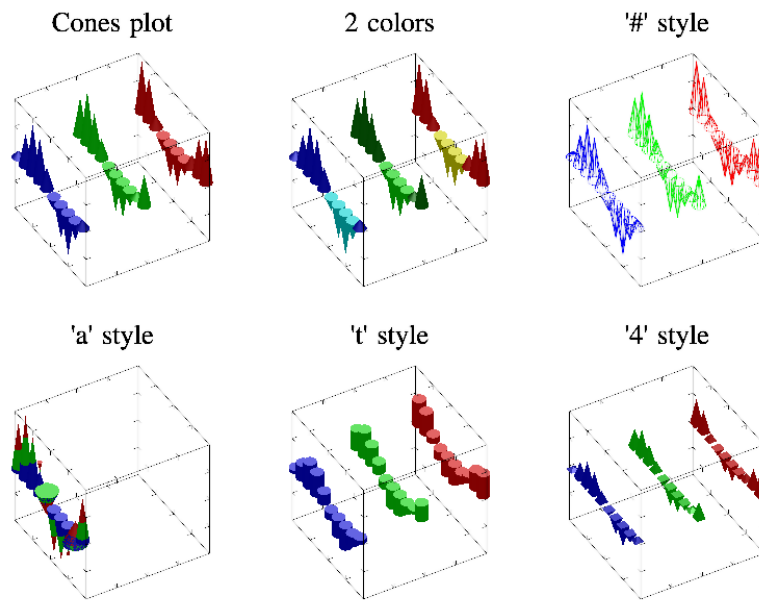 Cones plot
2 colors
'#' style
'a' style
't' style
'4' style